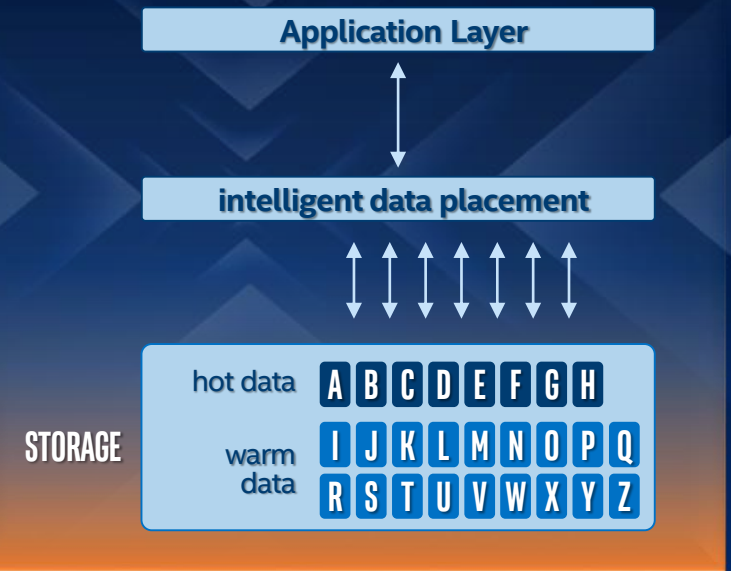 Application Layer
intelligent data placement
hot data A B C D E F G H
STORAGE
warm data I J K L M N O P Q
R S T U V W X Y Z